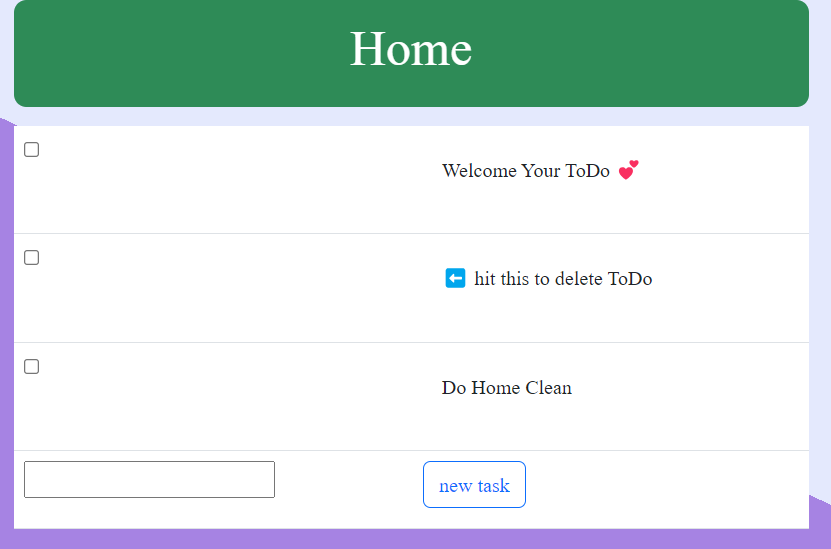 Home
Welcome Your ToDo 💕
⬅️ hit this to delete ToDo
Do Home Clean
new task